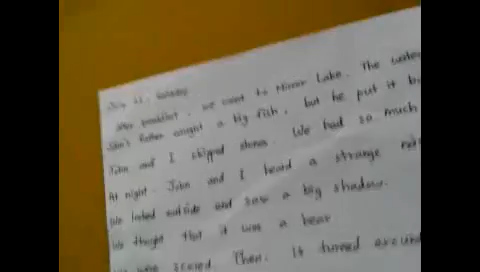 After breakfast, we went to Mirror Lake. The water
John's father caught a big fish, but he put it
John and I skipped stones. We had so much
At night, John and I heard a strange
We looked outside and saw a big shadow.
We thought that it was a bear.
We were scared. Then, it turned around